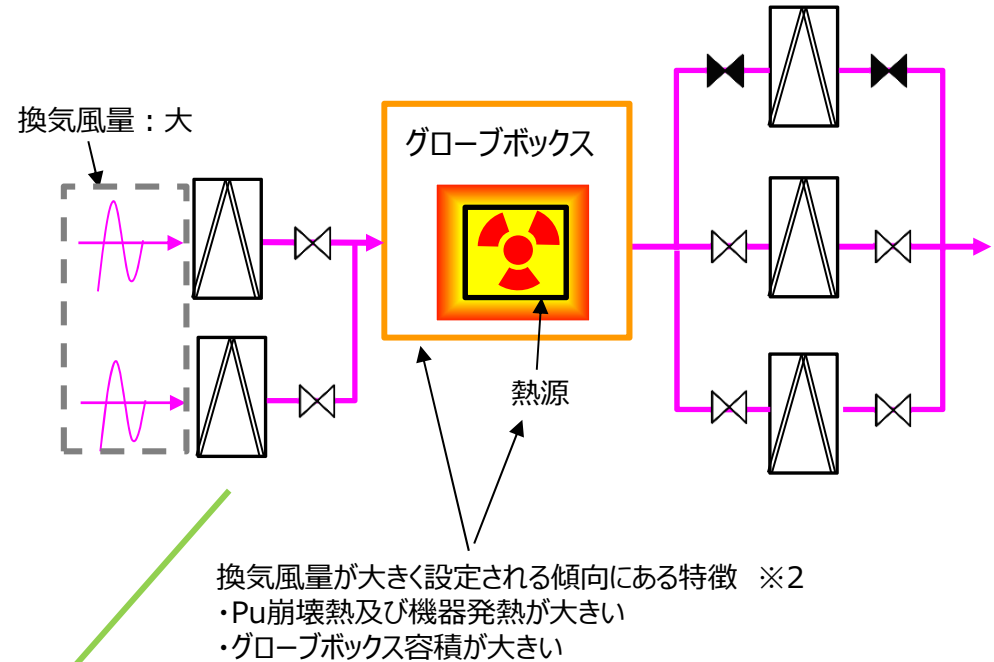 換気風量：大
グローブボックス
熱源
換気風量が大きく設定される傾向にある特徴　※2
・Pu崩壊熱及び機器発熱が大きい
・グローブボックス容積が大きい